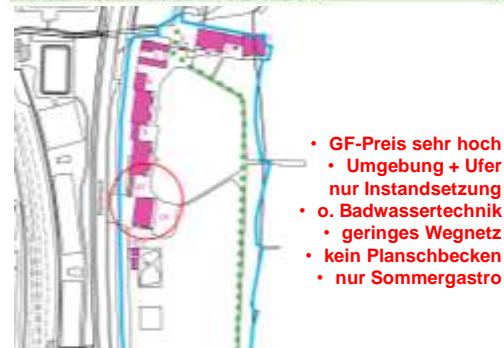 • GF-Preis sehr hoch
• Umgebung + Ufer
nur Instandsetzung
• o. Badwassertechnik
• geringes Wegnetz
• kein Planschbecken
• nur Sommergastro